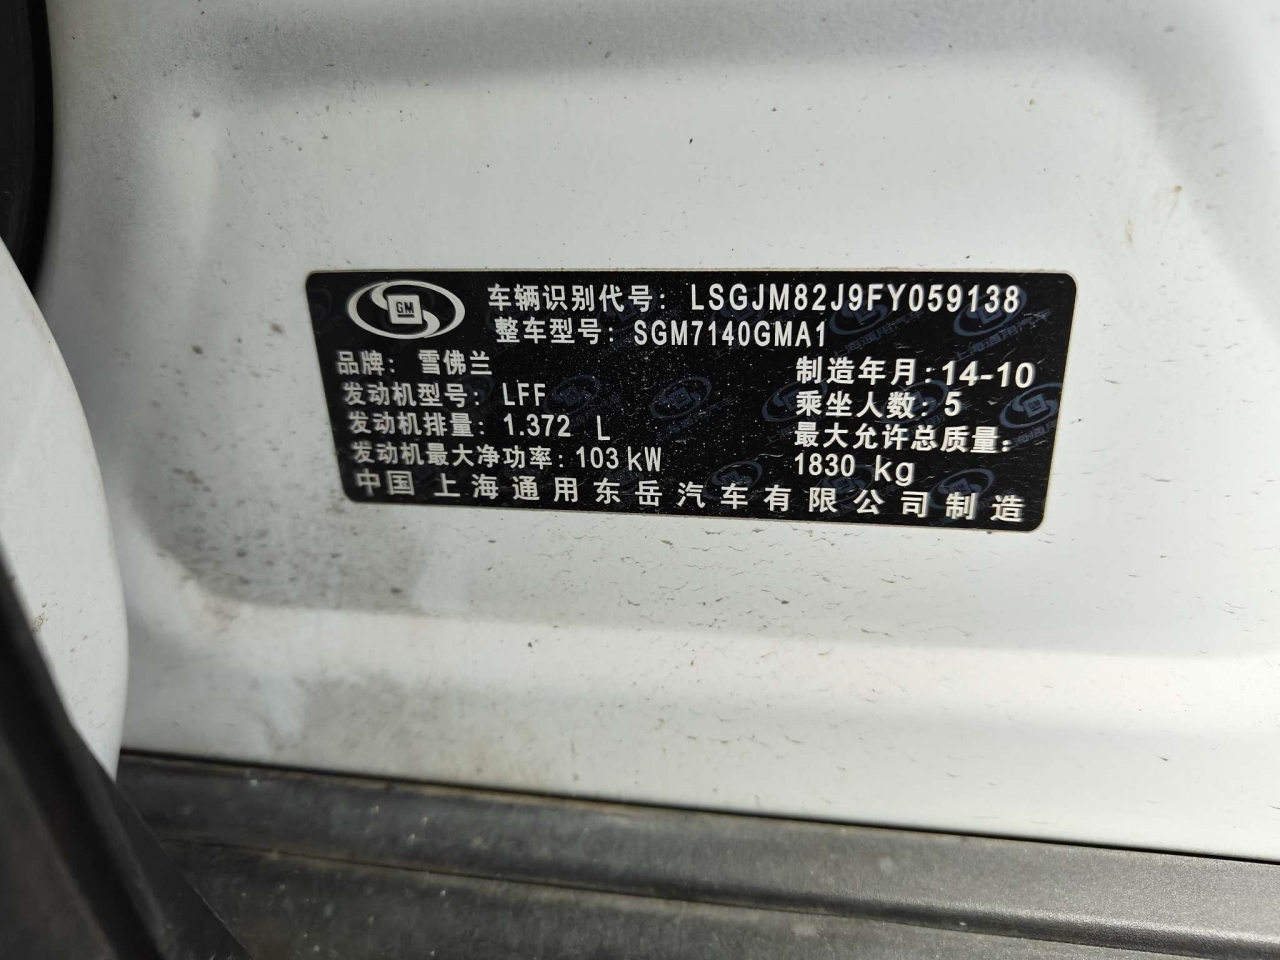 GM
车辆识别代号: LSGJM82J9FY059138
整车型号: SGM7140GMA1
品牌: 雪佛兰
制造年月: 14-10
发动机型号: LFF
乘坐人数: 5
发动机排量: 1.372 L
最大允许总质量:
1830 kg
发动机最大净功率: 103 kW
中国 上海通用东岳汽车有限公司制造